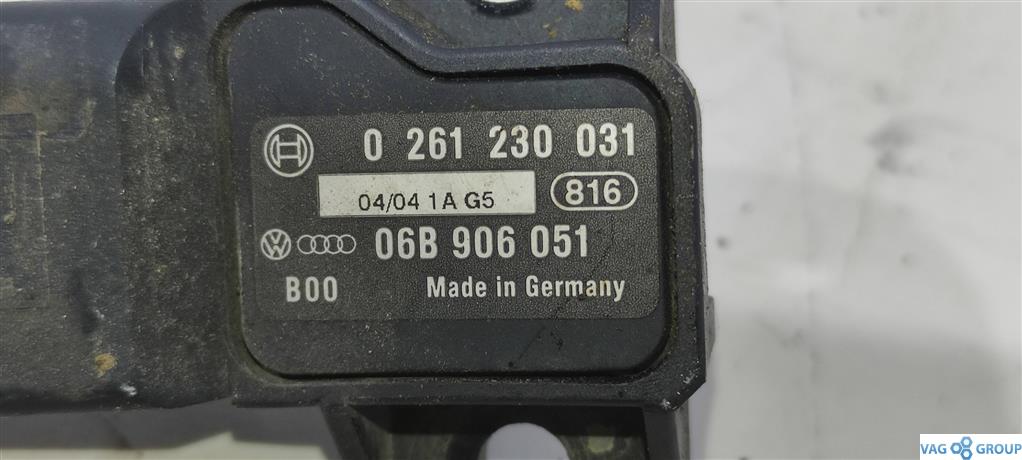 0 261 230 031
04/04 1A G5
816
06B 906 051
B00
Made in Germany
VAG GROUP